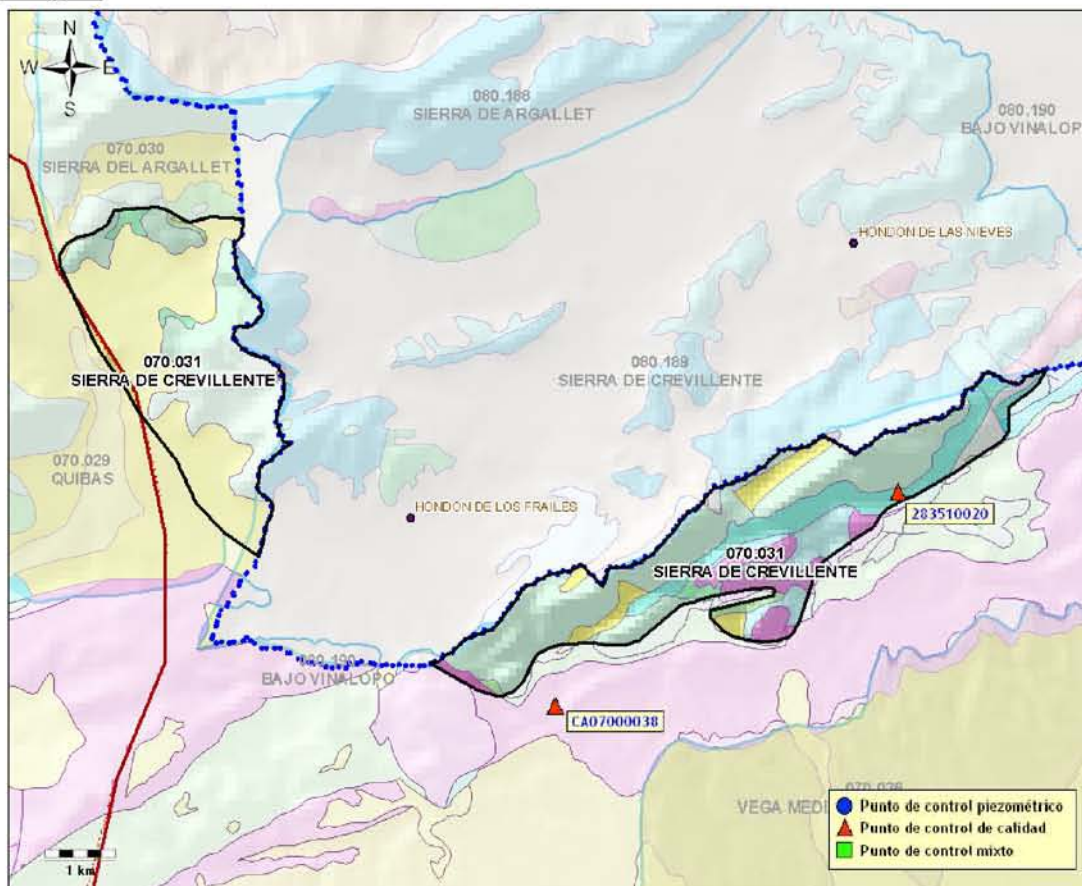 N
W E
S
080.188
SIERRA DE ARGALLET
080.190
BAJO VINALOP
070.030
SIERRA DEL ARGALLET
HONDON DE LAS NIEVES
070.031
SIERRA DE CREVILLENTE
080.189
SIERRA DE CREVILLENTE
070.029
QUIBAS
HONDON DE LOS FRAILES
283510020
070.031
SIERRA DE CREVILLENTE
080.190
BAJO VINALOPO
CA07000038
070.036
VEGA MEDI
Punto de control piezométrico
Punto de control de calidad
Punto de control mixto
1 km